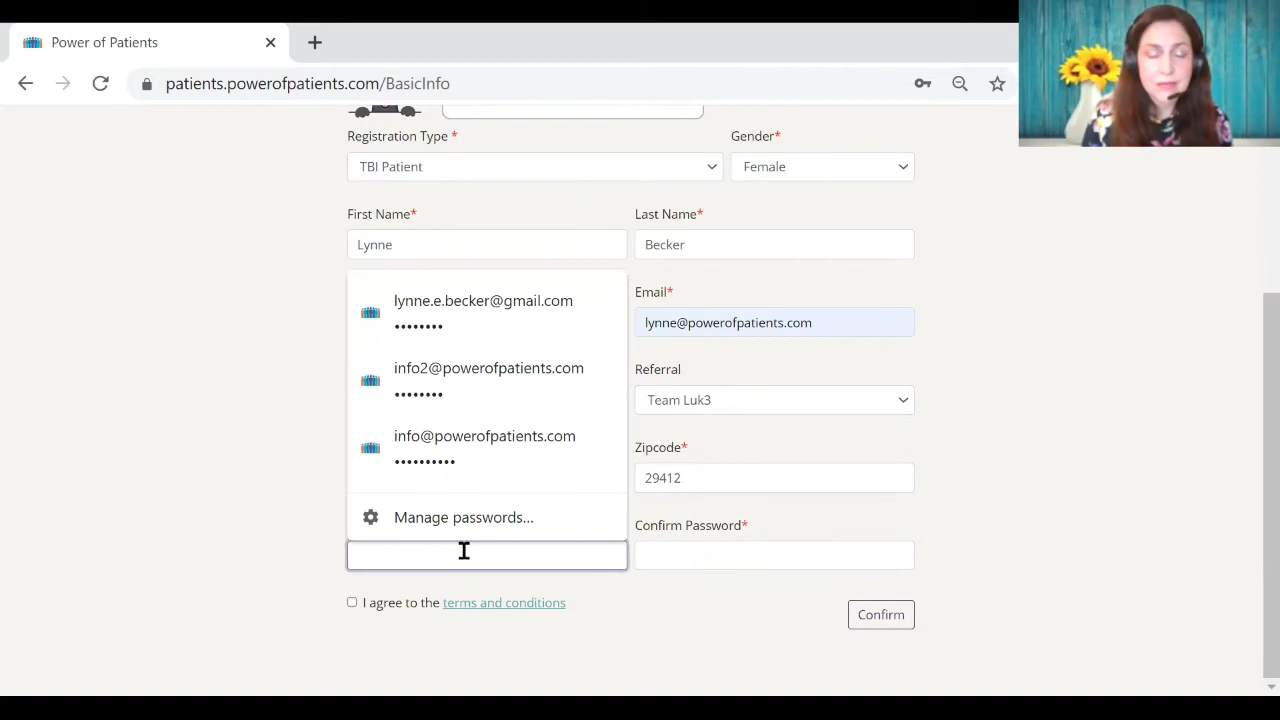 Power of Patients
patients.powerofpatients.com/BasicInfo
Registration Type *
Gender*
TBI Patient
Female
First Name*
Last Name*
Lynne
Becker
lynne.e.becker@gmail.com
••••••••
info2@powerofpatients.com
••••••••
info@powerofpatients.com
••••••••••
Manage passwords...
Email*
lynne@powerofpatients.com
Referral
Team Luk3
Zipcode*
29412
Confirm Password*
I agree to the terms and conditions
Confirm